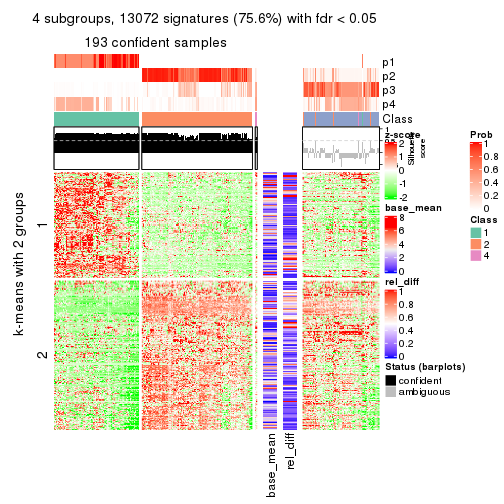 4 subgroups, 13072 signatures (75.6%) with fdr < 0.05
193 confident samples
p1
p2
p3
p4
Class
1
Silhouette
score
z-score
2
1
0
-1
-2
base_mean
8
6
4
2
0
rel_diff
1
0.8
0.6
0.4
0.2
0
Status (barplots)
confident
ambiguous
Prob
1
0.8
0.6
0.4
0.2
0
Class
1
2
4
k-means with 2 groups
1
2
base_mean
rel_diff